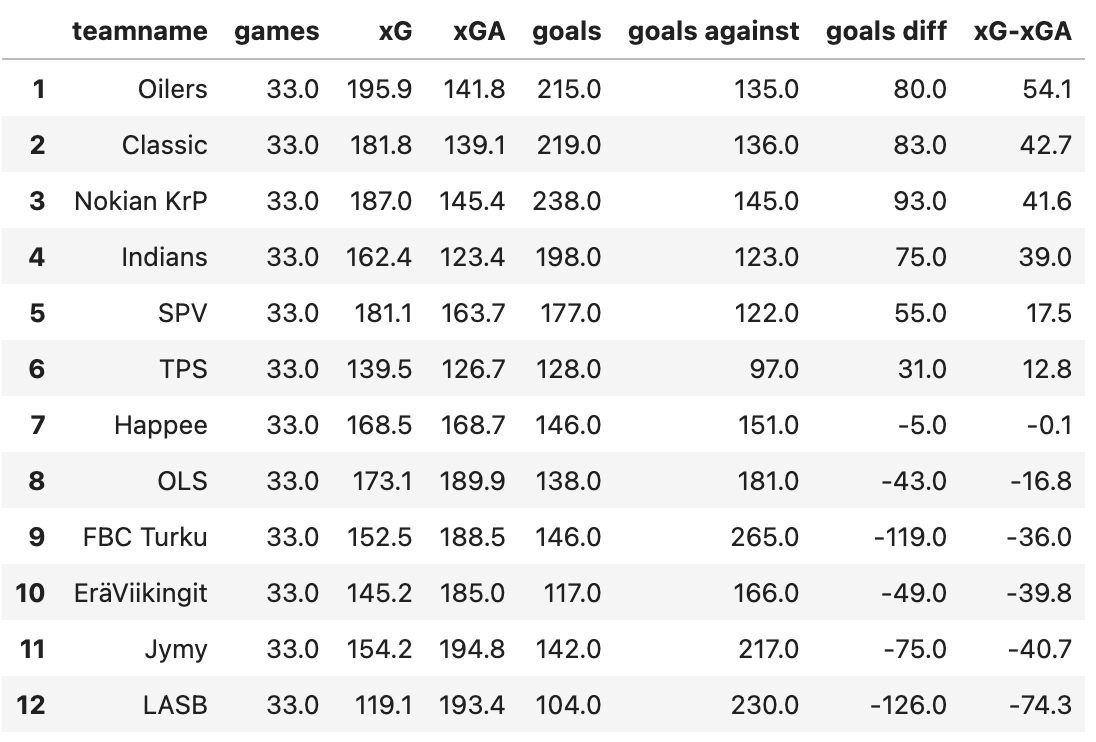 teamname games xG xGA goals goals against goals diff xG-xGA
1 Oilers 33.0 195.9 141.8 215.0 135.0 80.0 54.1
2 Classic 33.0 181.8 139.1 219.0 136.0 83.0 42.7
3 Nokian KrP 33.0 187.0 145.4 238.0 145.0 93.0 41.6
4 Indians 33.0 162.4 123.4 198.0 123.0 75.0 39.0
5 SPV 33.0 181.1 163.7 177.0 122.0 55.0 17.5
6 TPS 33.0 139.5 126.7 128.0 97.0 31.0 12.8
7 Happee 33.0 168.5 168.7 146.0 151.0 -5.0 -0.1
8 OLS 33.0 173.1 189.9 138.0 181.0 -43.0 -16.8
9 FBC Turku 33.0 152.5 188.5 146.0 265.0 -119.0 -36.0
10 EräViikingit 33.0 145.2 185.0 117.0 166.0 -49.0 -39.8
11 Jymy 33.0 154.2 194.8 142.0 217.0 -75.0 -40.7
12 LASB 33.0 119.1 193.4 104.0 230.0 -126.0 -74.3